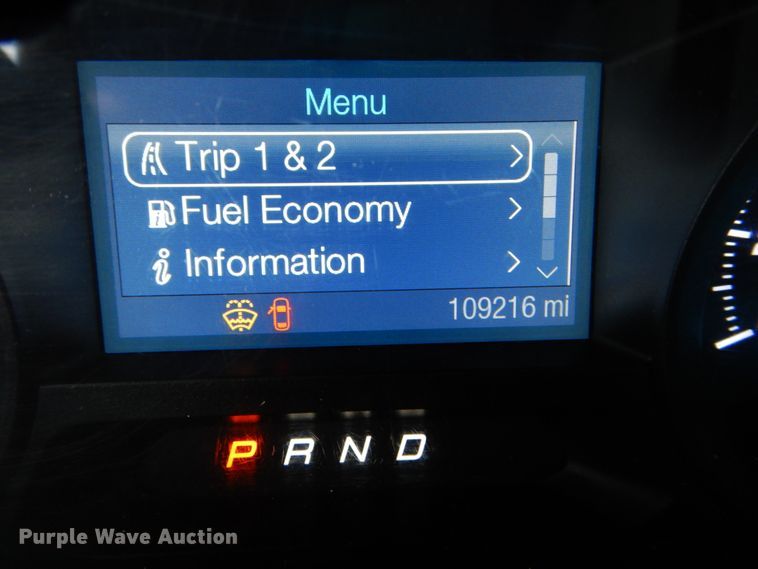 Menu
Trip 1 & 2
Fuel Economy
Information
109216 mi
P R N D
Purple Wave Auction